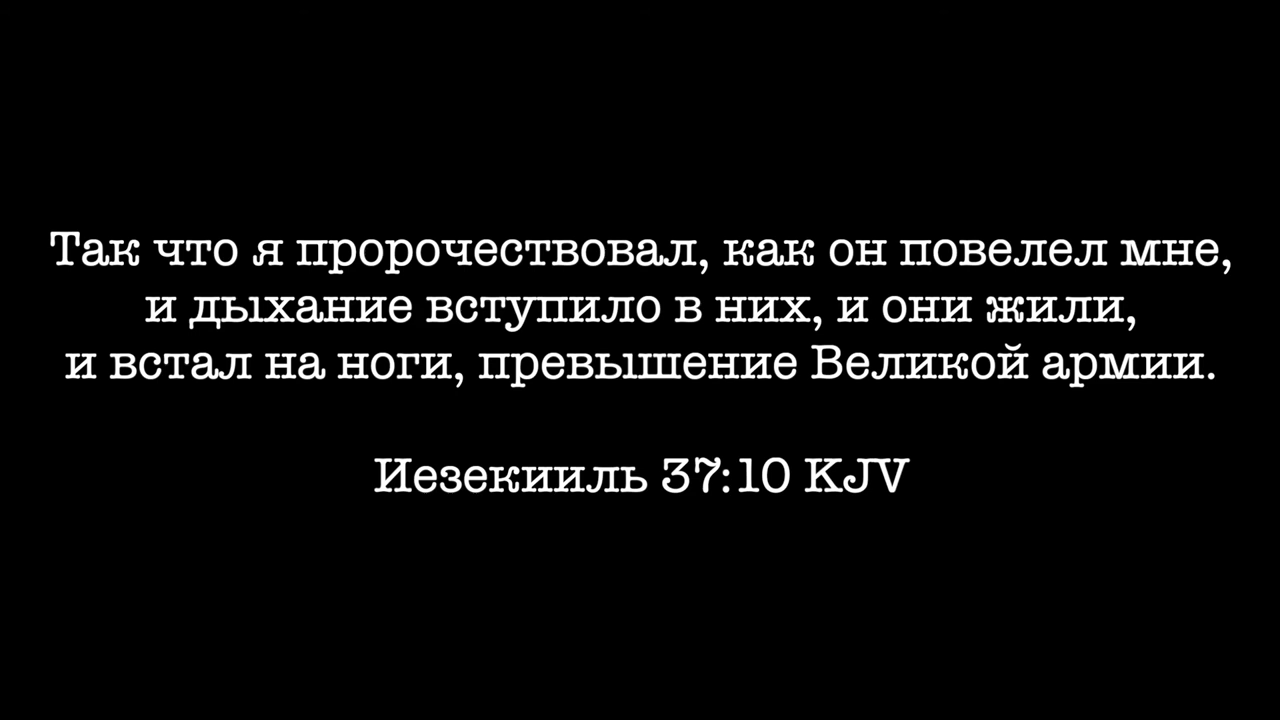 Так что я пророчествовал, как он повелел мне,
и дыхание вступило в них, и они жили,
и встал на ноги, превышение Великой армии.
Иезекииль 37:10 KJV